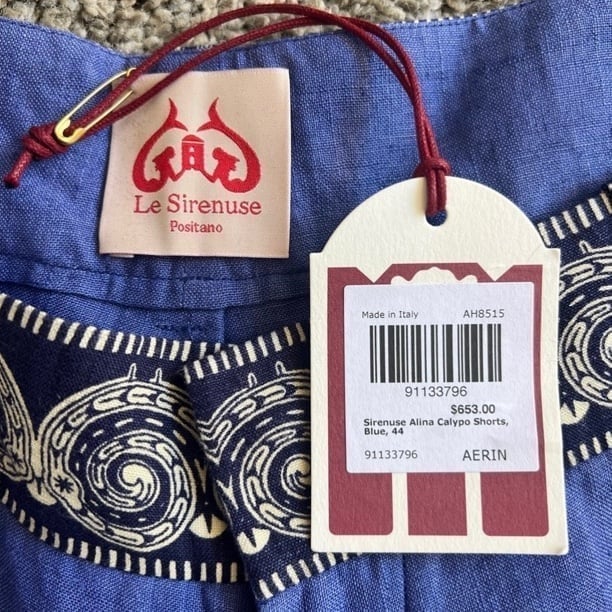 Le Sirenuse
Positano
Made in Italy AH8515
91133796
$653.00
Sirenuse Alina Calypo Shorts,
Blue, 44
91133796 AERIN